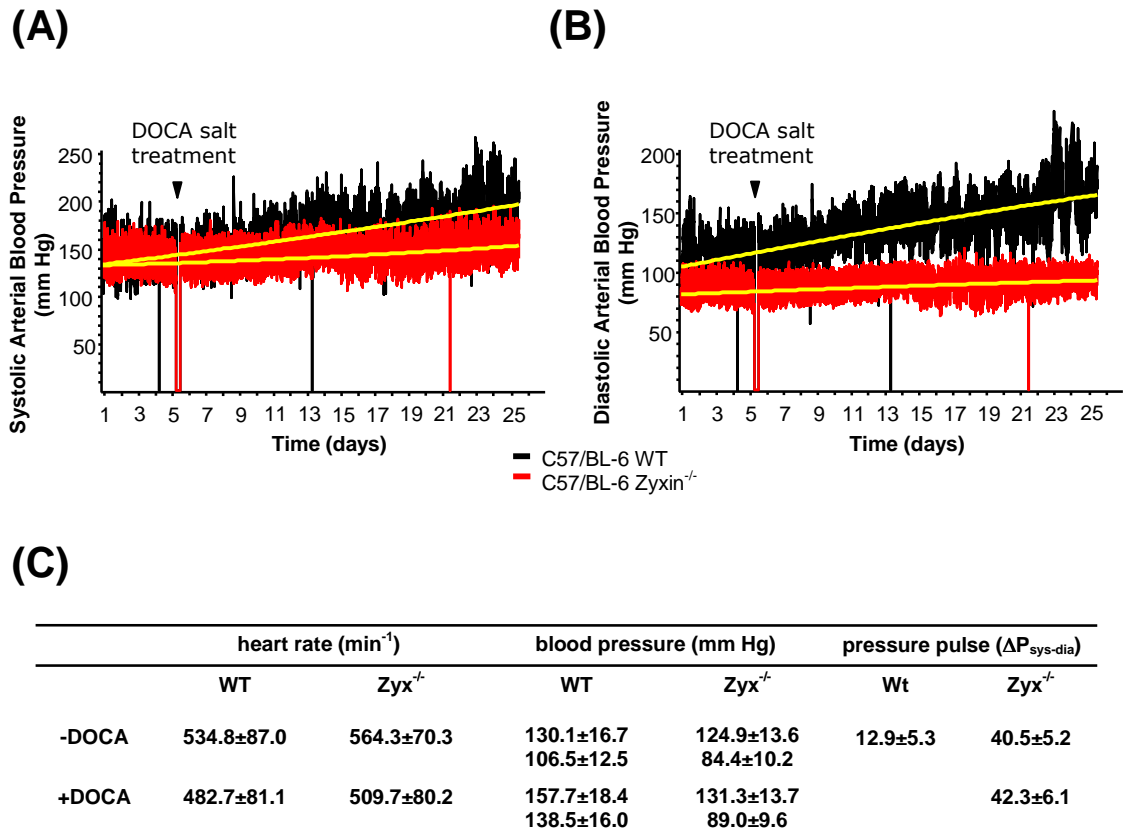 (A)
(B)
Systolic Arterial Blood Pressure
(mm Hg)
DOCA salt
treatment
250
200
150
100
50
1 3 5 7 9 11 13 15 17 19 21 23 25
Time (days)
Diastolic Arterial Blood Pressure
(mm Hg)
DOCA salt
treatment
200
150
100
50
1 3 5 7 9 11 13 15 17 19 21 23 25
Time (days)
C57/BL-6 WT
C57/BL-6 Zyxin-/-
(C)
heart rate (min-1) blood pressure (mm Hg) pressure pulse (ΔPsys-dia)
WT Zyx-/- WT Zyx-/- Wt Zyx-/-
-DOCA 534.8±87.0 564.3±70.3 130.1±16.7 124.9±13.6 12.9±5.3 40.5±5.2
106.5±12.5 84.4±10.2
+DOCA 482.7±81.1 509.7±80.2 157.7±18.4 131.3±13.7 42.3±6.1
138.5±16.0 89.0±9.6